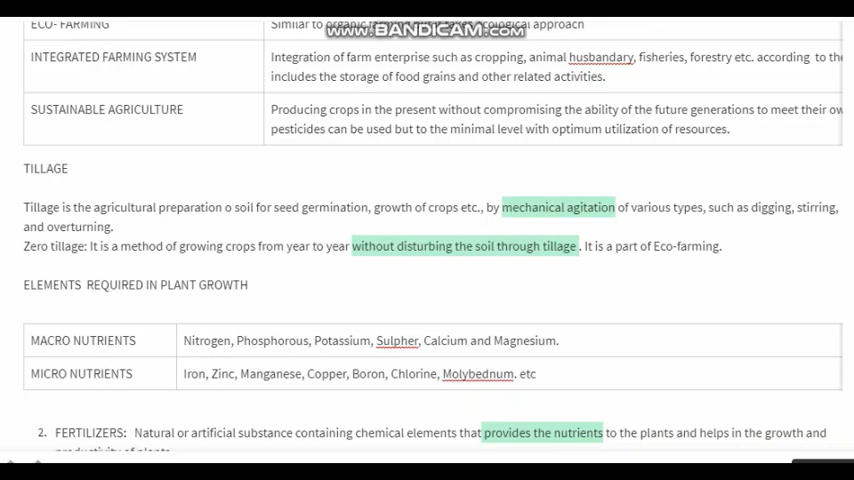 ECO- FARMING Similar to organic farming ecological approach
www.BANDICAM.com
INTEGRATED FARMING SYSTEM Integration of farm enterprise such as cropping, animal husbandary, fisheries, forestry etc. according to the
includes the storage of food grains and other related activities.
SUSTAINABLE AGRICULTURE Producing crops in the present without compromising the ability of the future generations to meet their ow
pesticides can be used but to the minimal level with optimum utilization of resources.
TILLAGE
Tillage is the agricultural preparation o soil for seed germination, growth of crops etc., by mechanical agitation of various types, such as digging, stirring,
and overturning.
Zero tillage: It is a method of growing crops from year to year without disturbing the soil through tillage . It is a part of Eco-farming.
ELEMENTS REQUIRED IN PLANT GROWTH
MACRO NUTRIENTS Nitrogen, Phosphorous, Potassium, Sulpher, Calcium and Magnesium.
MICRO NUTRIENTS Iron, Zinc, Manganese, Copper, Boron, Chlorine, Molybednum. etc
2. FERTILIZERS: Natural or artificial substance containing chemical elements that provides the nutrients to the plants and helps in the growth and
productivity of plants